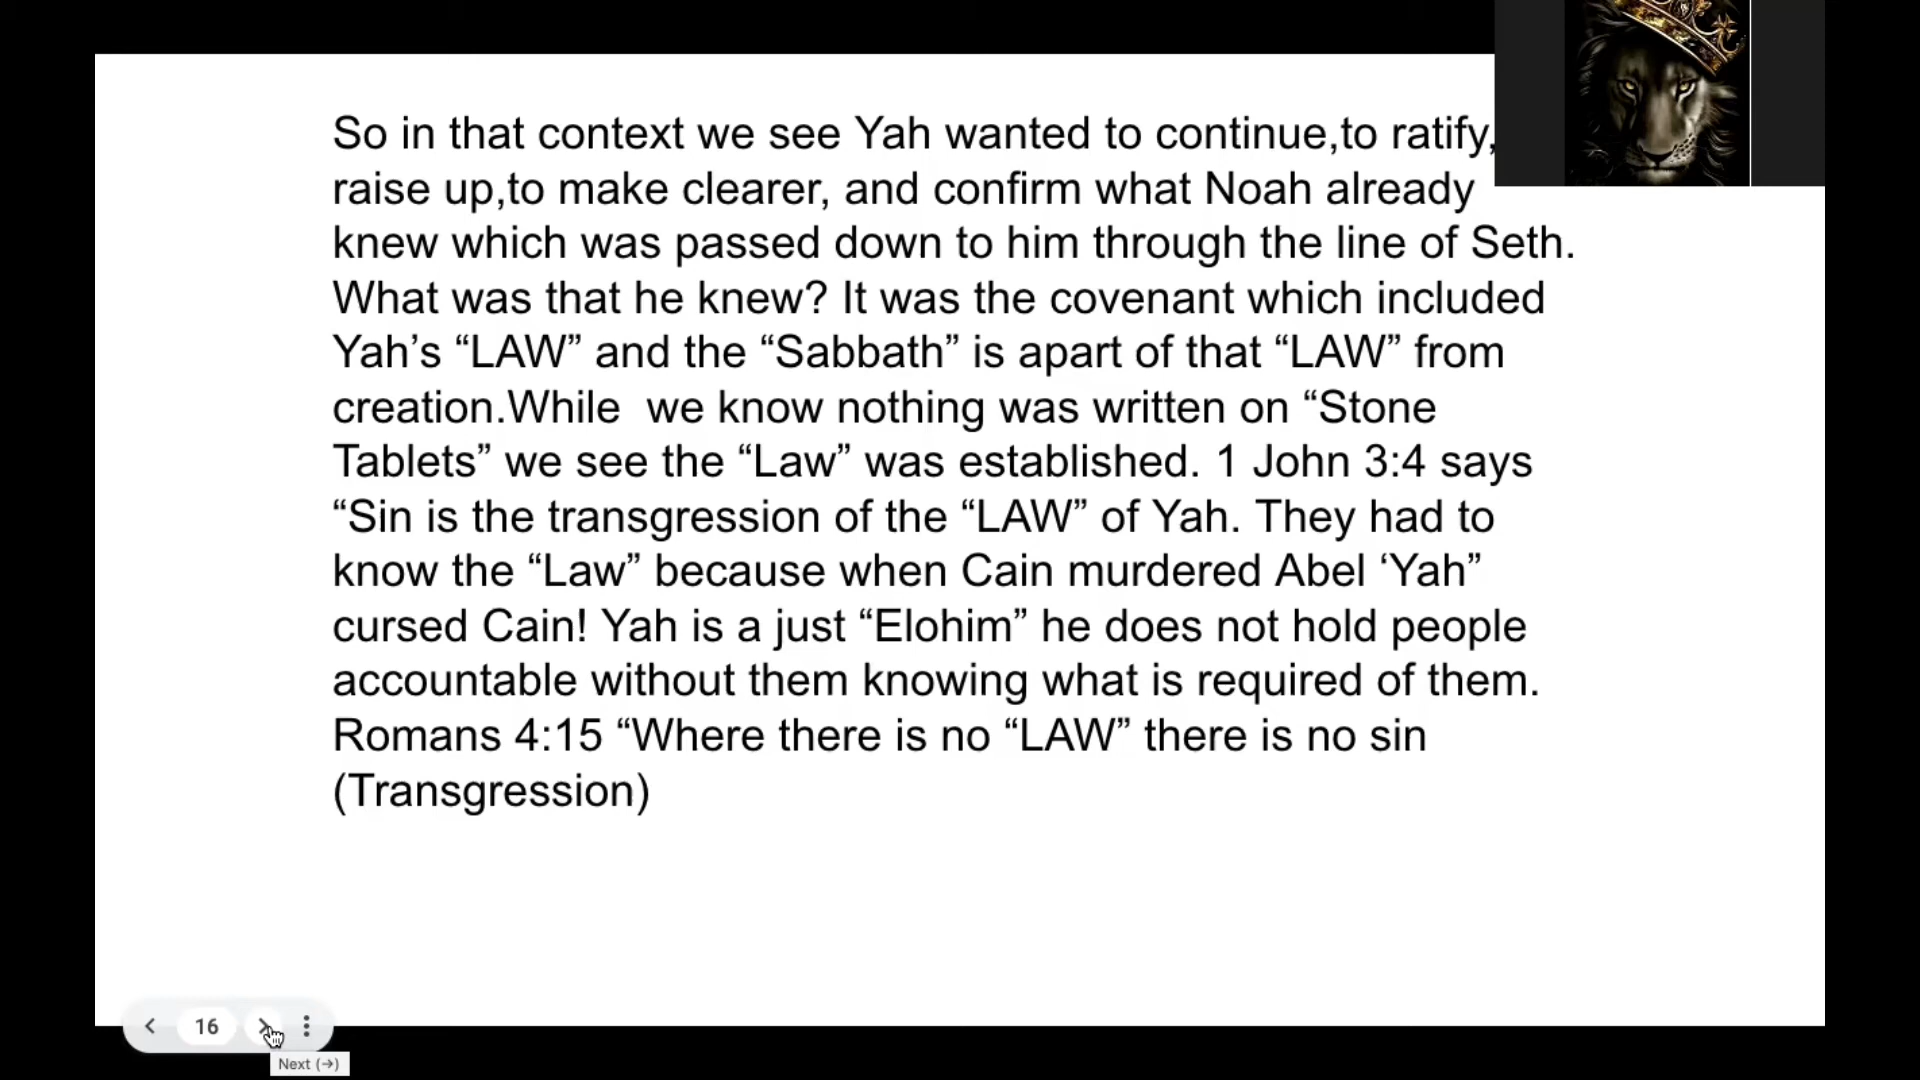 So in that context we see Yah wanted to continue,to ratify,
raise up,to make clearer, and confirm what Noah already
knew which was passed down to him through the line of Seth.
What was that he knew? It was the covenant which included
Yah’s “LAW” and the “Sabbath” is apart of that “LAW” from
creation.While  we know nothing was written on “Stone
Tablets” we see the “Law” was established. 1 John 3:4 says
“Sin is the transgression of the “LAW” of Yah. They had to
know the “Law” because when Cain murdered Abel ‘Yah”
cursed Cain! Yah is a just “Elohim” he does not hold people
accountable without them knowing what is required of them.
Romans 4:15 “Where there is no “LAW” there is no sin
(Transgression)
16
Next (→)